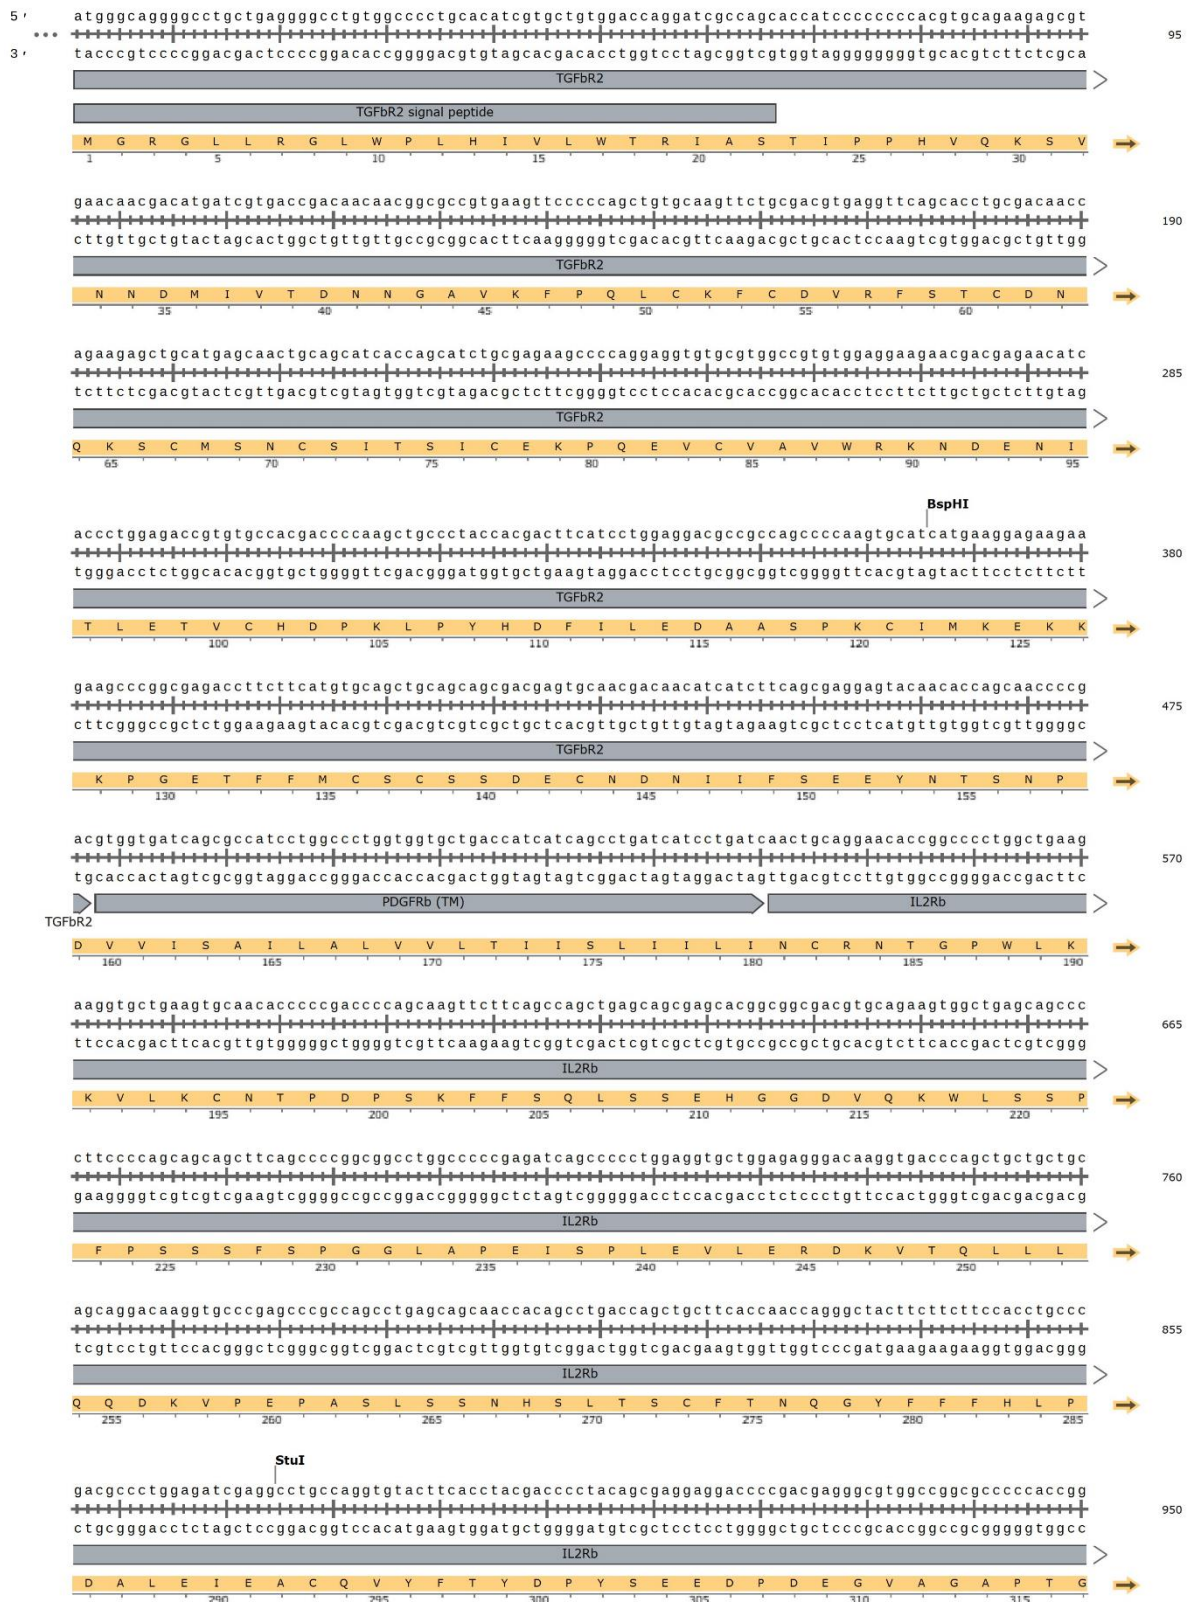 5' atgggcaggggcctgctgaggggcctgtggcccctgcacatcgtgctgtggaccaggatcgccagcaccatccccccccacgtgcagaagagcgt
... 95
3' tacccgtccccggacgactccccggacaccggggacgtgtagcacgacacctggtcctagcggtcgtggtaggggggggtgcacgtcttctcgca
TGFbR2
TGFbR2 signal peptide
M G R G L L R G L W P L H I V L W T R I A S T I P P H V Q K S V
1 5 10 15 20 25 30
gaacaacgacatgatcgtgaccgacaacaacggcgccgtgaagttcccccagctgtgcaagttctgcgacgtgaggttcagcacctgcgacaacc
190
cttgttgctgtactagcactggctgttgttgccgcggcacttcaagggggtcgacacgttcaagacgctgcactccaagtcgtggacgctgttgg
TGFbR2
N N D M I V T D N N G A V K F P Q L C K F C D V R F S T C D N
35 40 45 50 55 60
agaagagctgcatgagcaactgcagcatcaccagcatctgcgagaagccccaggaggtgtgcgtggccgtgtggaggaagaacgacgagaacatc
285
tcttctcgacgtactcgttgacgtcgtagtggtcgtagacgctcttcggggtcctccacacgcaccggcacacctccttcttgctgctcttgtag
TGFbR2
Q K S C M S N C S I T S I C E K P Q E V C V A V W R K N D E N I
65 70 75 80 85 90 95
BspHI
accctggagaccgtgtgccacgaccccaagctgccctaccacgacttcatcctggaggacgccgccagccccaagtgcatcatgaaggagaagaa
380
tgggacctctggcacacggtgctggggttcgacgggatggtgctgaagtaggacctcctgcggcggtcggggttcacgtagtacttcctcttctt
TGFbR2
T L E T V C H D P K L P Y H D F I L E D A A S P K C I M K E K K
100 105 110 115 120 125
gaagcccggcgagaccttcttcatgtgcagctgcagcagcgacgagtgcaacgacaacatcatcttcagcgaggagtacaacaccagcaaccccg
475
cttcgggccgctctggaagaagtacacgtcgacgtcgtcgctgctcacgttgctgttgtagtagaagtcgctcctcatgttgtggtcgttggggc
TGFbR2
K P G E T F F M C S C S S D E C N D N I I F S E E Y N T S N P
130 135 140 145 150 155
acgtggtgatcagcgccatcctggccctggtggtgctgaccatcatcagcctgatcatcctgatcaactgcaggaacaccggcccctggctgaag
570
tgcaccactagtcgcggtaggaccgggaccaccacgactggtagtagtcggactagtaggactagttgacgtccttgtggccggggaccgacttc
PDGFRb (TM) IL2Rb
TGFbR2
D V V I S A I L A L V V L T I I S L I I L I N C R N T G P W L K
160 165 170 175 180 185 190
aaggtgctgaagtgcaacacccccgaccccagcaagttcttcagccagctgagcagcgagcacggcggcgacgtgcagaagtggctgagcagccc
665
ttccacgacttcacgttgtgggggctggggtcgttcaagaagtcggtcgactcgtcgctcgtgccgccgctgcacgtcttcaccgactcgtcggg
IL2Rb
K V L K C N T P D P S K F F S Q L S S E H G G D V Q K W L S S P
195 200 205 210 215 220
cttccccagcagcagcttcagccccggcggcctggcccccgagatcagccccctggaggtgctggagagggacaaggtgacccagctgctgctgc
760
gaaggggtcgtcgtcgaagtcggggccgccggaccgggggctctagtcgggggacctccacgacctctccctgttccactgggtcgacgacgacg
IL2Rb
F P S S S F S P G G L A P E I S P L E V L E R D K V T Q L L L
225 230 235 240 245 250
agcaggacaaggtgcccgagcccgccagcctgagcagcaaccacagcctgaccagctgcttcaccaaccagggctacttcttcttccacctgccc
855
tcgtcctgttccacgggctcgggcggtcggactcgtcgttggtgtcggactggtcgacgaagtggttggtcccgatgaagaagaaggtggacggg
IL2Rb
Q Q D K V P E P A S L S S N H S L T S C F T N Q G Y F F F H L P
255 260 265 270 275 280 285
StuI
gacgccctggagatcgaggcctgccaggtgtacttcacctacgacccctacagcgaggaggaccccgacgagggcgtggccggcgcccccaccgg
950
ctgcgggacctctagctccggacggtccacatgaagtggatgctggggatgtcgctcctcctggggctgctcccgcaccggccgcgggggtggcc
IL2Rb
D A L E I E A C Q V Y F T Y D P Y S E E D P D E G V A G A P T G
290 295 300 305 310 315